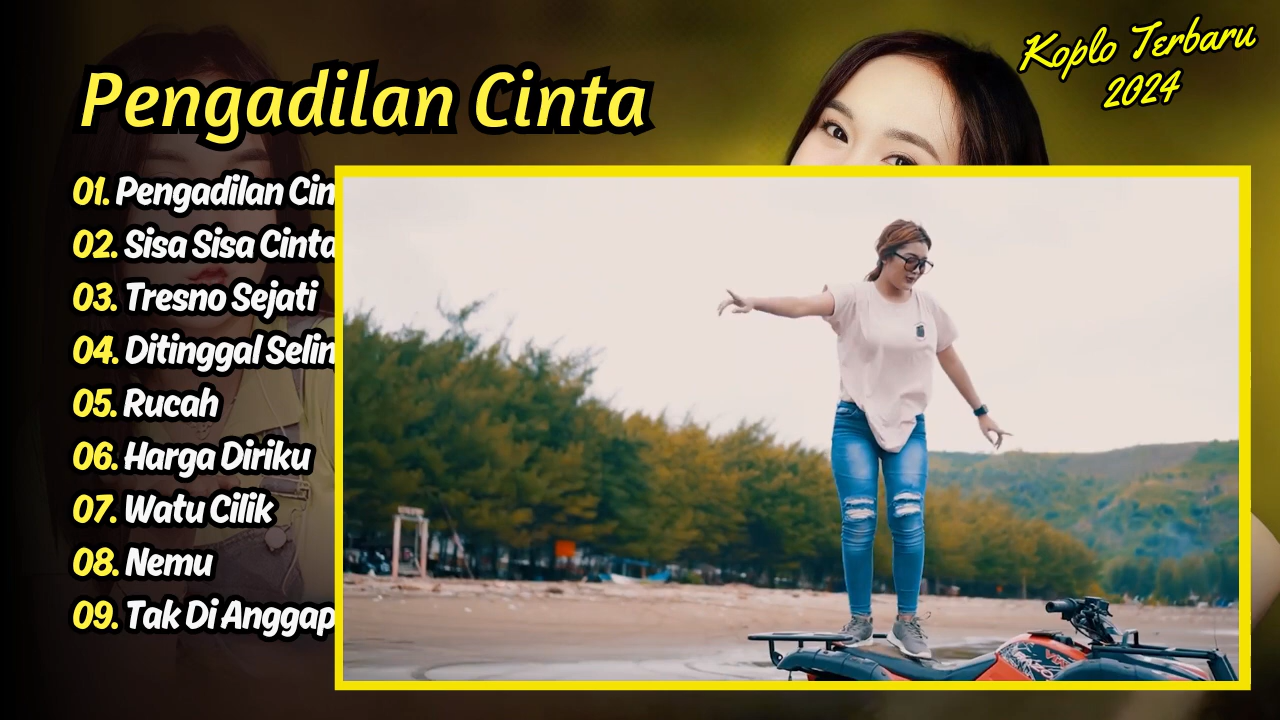 Koplo Terbaru
2024
Pengadilan Cinta
01. Pengadilan Cin
02. Sisa Sisa Cinta
03. Tresno Sejati
04. Ditinggal Selin
05. Rucah
06. Harga Diriku
07. Watu Cilik
08. Nemu
09. Tak Di Anggap